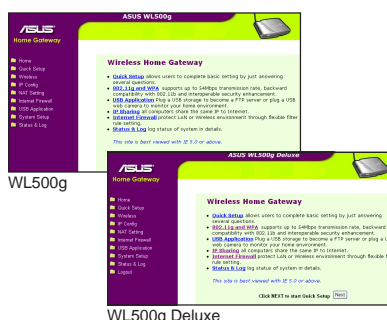 ASUS WL500g
/SUS
Home Gateway
Home
Quick Setup
Wireless
IP Config
NAT Setting
Internet Firewall
USB Application
System Setup
Status & Log
Wireless Home Gateway
Quick Setup allows users to complete basic setting by just answering
several questions.
802.11g and WPA supports up to 54Mbps transmission rate, backward
compatibility with 802.11b and interoperable security enhancement.
USB Application Plug a USB storage to become a FTP server or plug a USB
web camera to monitor your home environment.
IP Sharing all computers share the same IP to Internet.
Internet Firewall protect LAN or Wireless environment through flexible filter
rule setting.
Status & Log log status of system in details.
This site is best viewed with IE 5.0 or above.
WL500g
ASUS WL500g Deluxe
/SUS
Home Gateway
Home
Quick Setup
Wireless
IP Config
NAT Setting
Internet Firewall
USB Application
System Setup
Status & Log
Logout
Wireless Home Gateway
Quick Setup allows users to complete basic setting by just answering
several questions.
802.11g and WPA supports up to 54Mbps transmission rate, backward
compatibility with 802.11b and interoperable security enhancement.
USB Application Plug a USB storage to become a FTP server or plug a U
web camera to monitor your home environment.
IP Sharing all computers share the same IP to Internet.
Internet Firewall protect LAN or Wireless environment through flexible f
rule setting.
Status & Log log status of system in details.
This site is best viewed with IE 5.0 or above.
Click NEXT to start Quick Setup Next
WL500g Deluxe